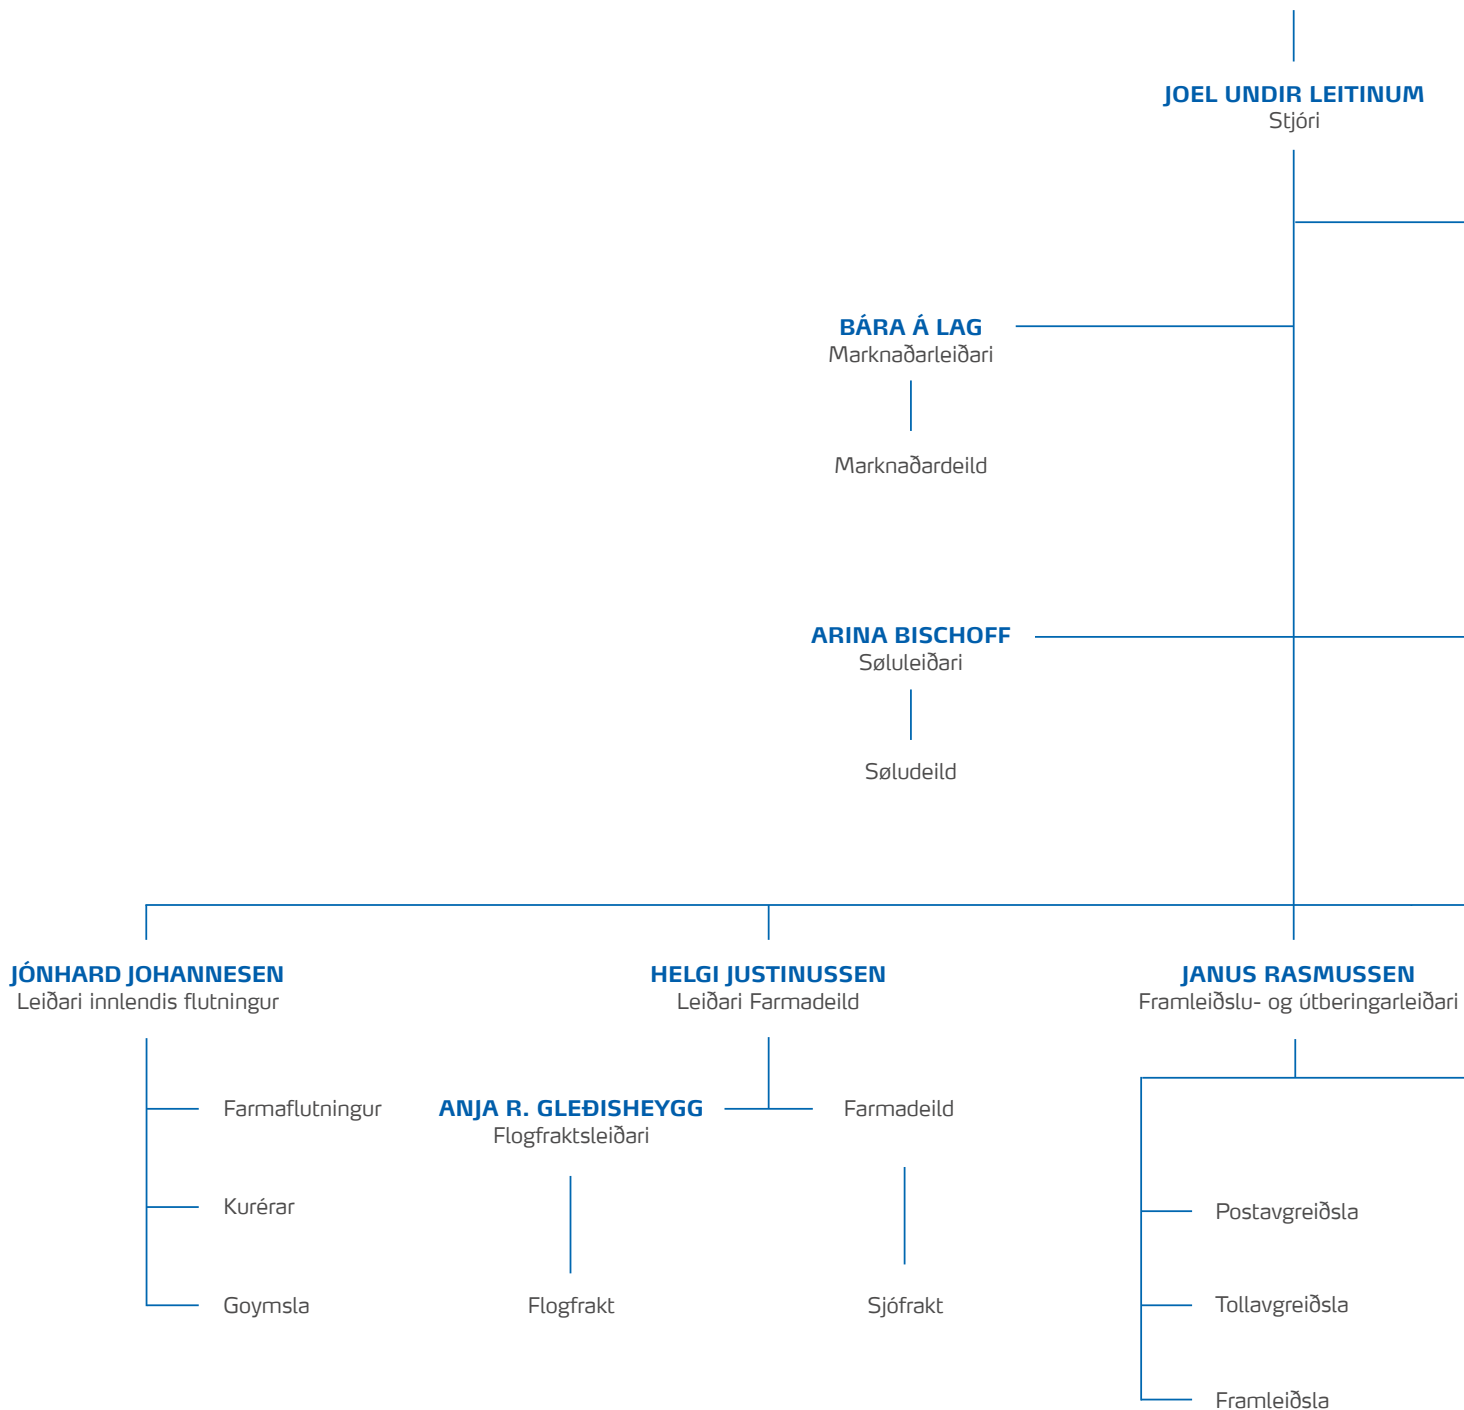 JOEL UNDIR LEITINUM
Stjóri
BÁRA Á LAG
Marknaðarleiðari
Marknaðardeild
ARINA BISCHOFF
Søluleiðari
Søludeild
JÓNHARD JOHANNESEN
Leiðari innlendis flutningur
Farmaflutningur
Kurérar
Goymsla
HELGI JUSTINUSSEN
Leiðari Farmadeild
ANJA R. GLEÐISHEYGG
Flogfraktsleiðari
Flogfrakt
Farmadeild
Sjófrakt
JANUS RASMUSSEN
Framleiðslu- og útberingarleiðari
Postavgreiðsla
Tollavgreiðsla
Framleiðsla